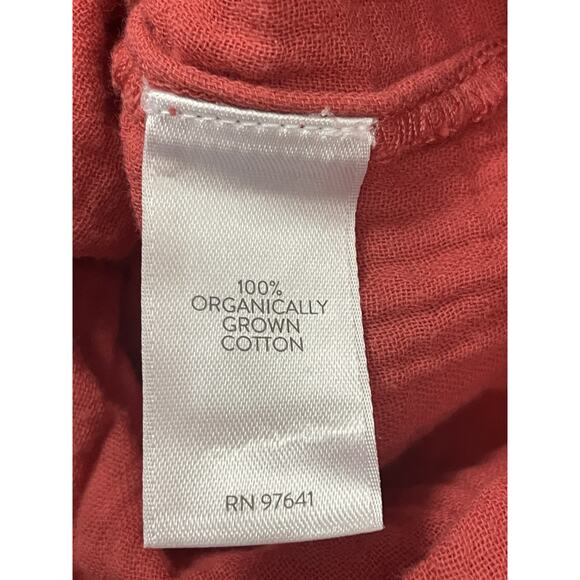 100%
ORGANICALLY
GROWN
COTTON
RN 97641